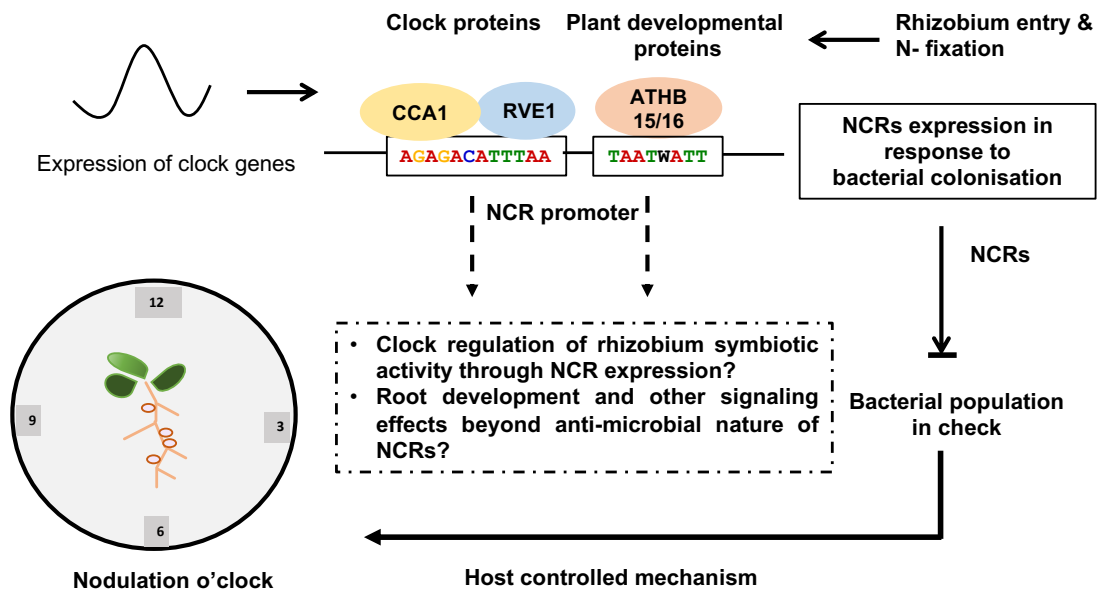 Clock proteins
Plant developmental
proteins
Rhizobium entry &
N- fixation
Expression of clock genes
CCA1
RVE1
ATHB
15/16
AGAGACATTTAA
TAATWATT
NCR promoter
NCRs expression in
response to
bacterial colonisation
NCRs
• Clock regulation of rhizobium symbiotic
activity through NCR expression?
• Root development and other signaling
effects beyond anti-microbial nature of
NCRs?
Bacterial population
in check
12
9
3
6
Nodulation o’clock
Host controlled mechanism